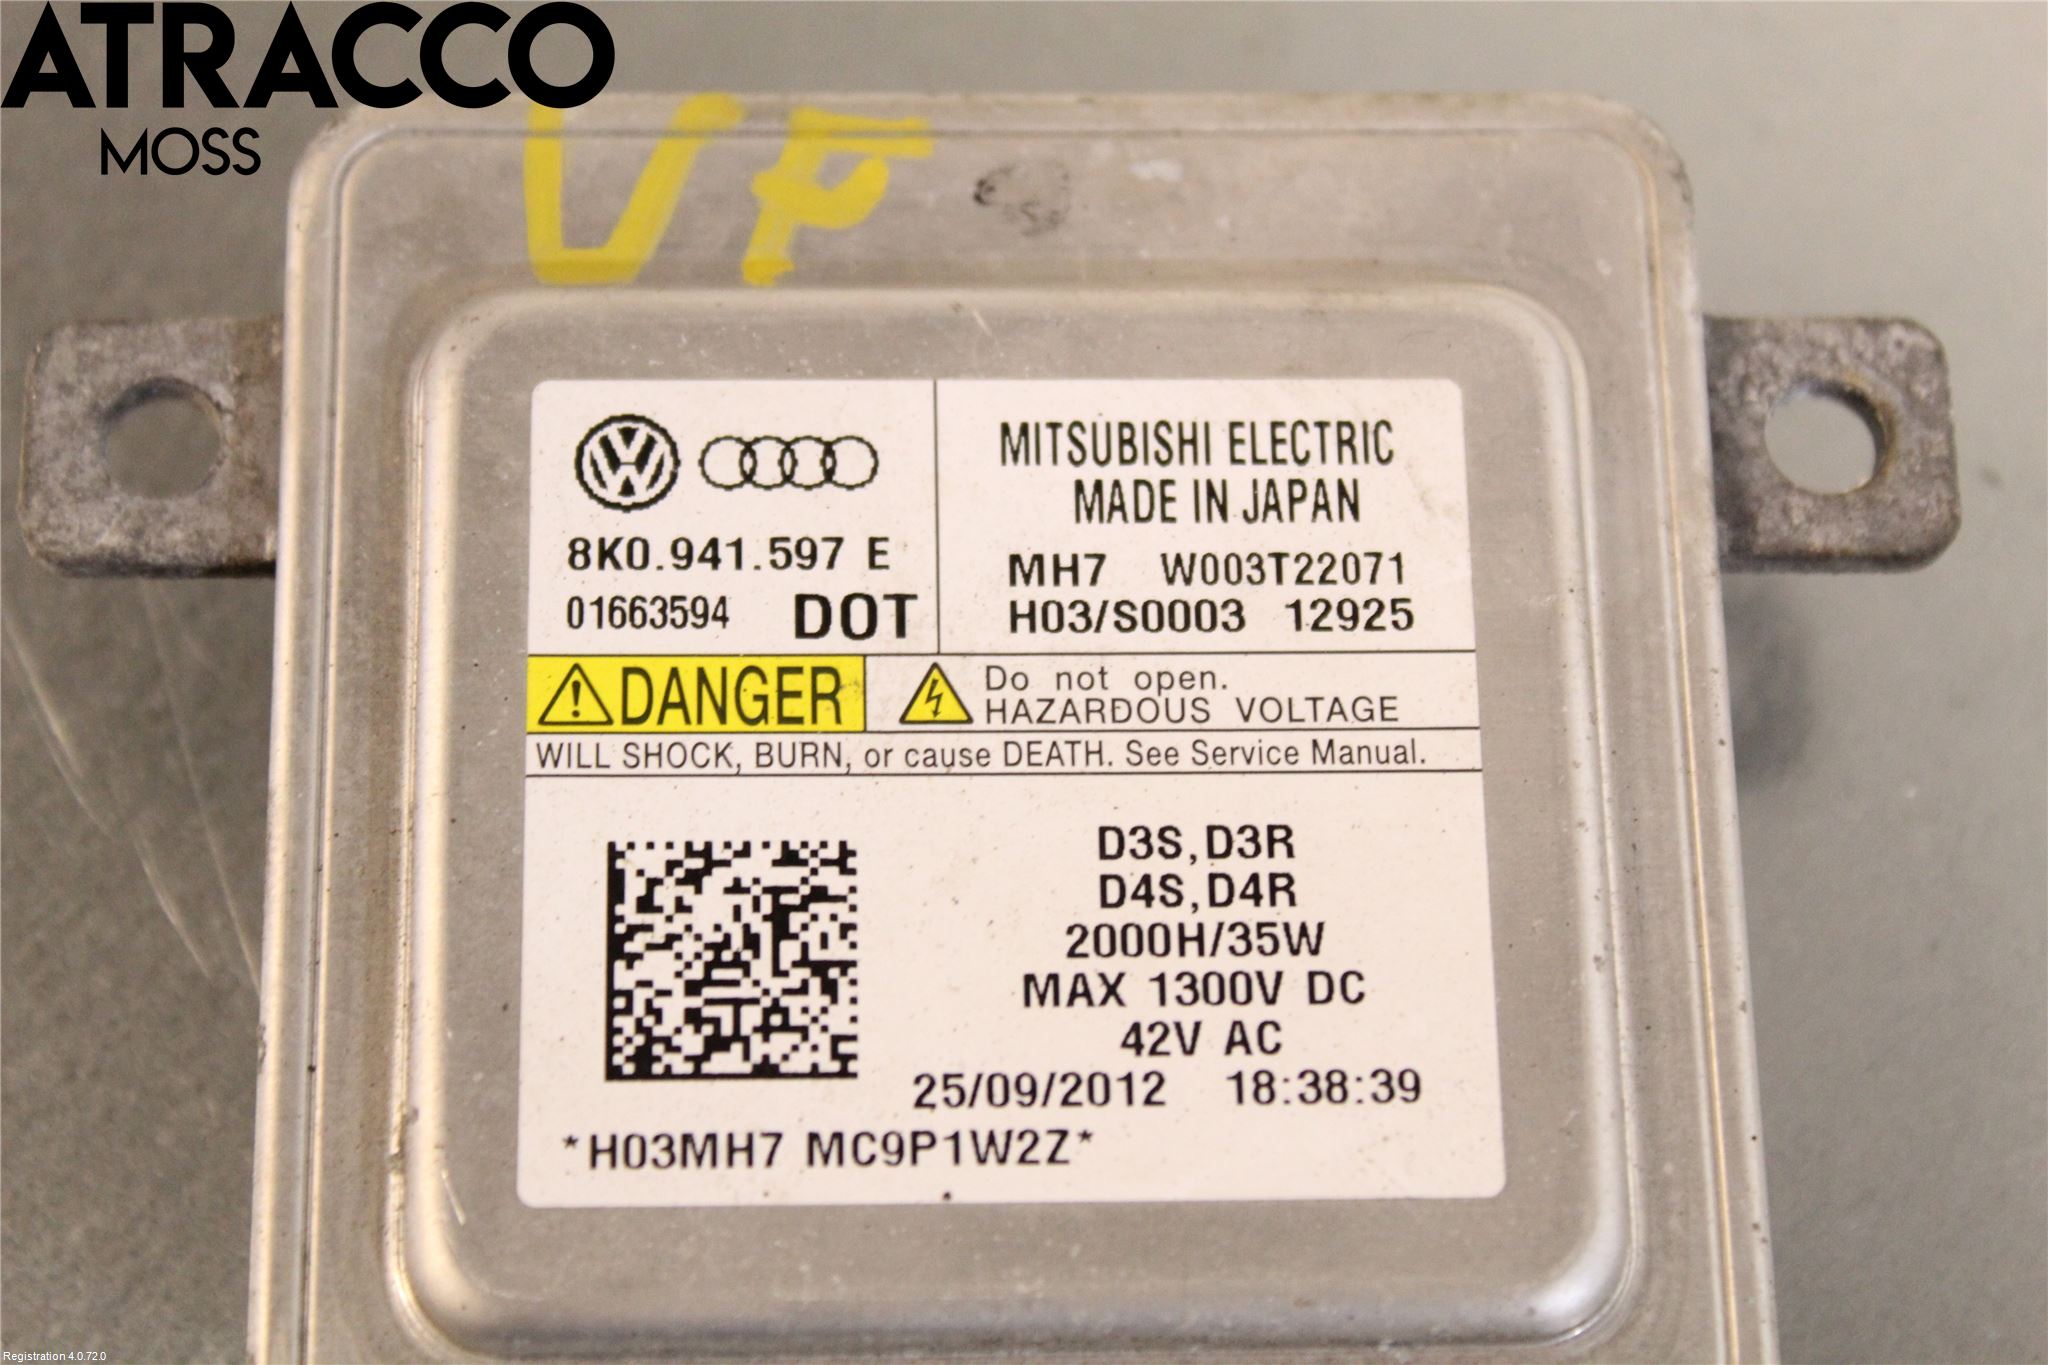 ATRACCO
MOSS
VF
8K0.941.597 E
01663594 DOT
MITSUBISHI ELECTRIC
MADE IN JAPAN
MH7 W003T22071
H03/S0003 12925
DANGER
Do not open.
HAZARDOUS VOLTAGE
WILL SHOCK, BURN, or cause DEATH. See Service Manual.
D3S,D3R
D4S,D4R
2000H/35W
MAX 1300V DC
42V AC
25/09/2012 18:38:39
*H03MH7 MC9P1W2Z*
Registration 4.0.72.0